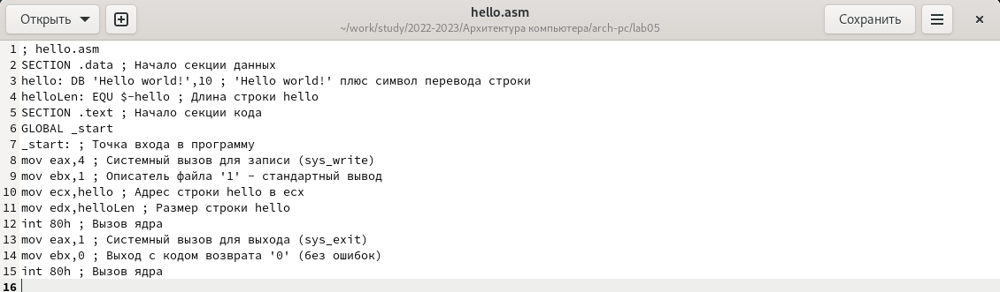 Открыть
hello.asm
~/work/study/2022-2023/Архитектура компьютера/arch-pc/lab05
Сохранить
1 ; hello.asm
2 SECTION .data ; Начало секции данных
3 hello: DB 'Hello world!',10 ; 'Hello world!' плюс символ перевода строки
4 helloLen: EQU $-hello ; Длина строки hello
5 SECTION .text ; Начало секции кода
6 GLOBAL _start
7 _start: ; Точка входа в программу
8 mov eax,4 ; Системный вызов для записи (sys_write)
9 mov ebx,1 ; Описатель файла '1' - стандартный вывод
10 mov ecx,hello ; Адрес строки hello в ecx
11 mov edx,helloLen ; Размер строки hello
12 int 80h ; Вызов ядра
13 mov eax,1 ; Системный вызов для выхода (sys_exit)
14 mov ebx,0 ; Выход с кодом возврата '0' (без ошибок)
15 int 80h ; Вызов ядра
16